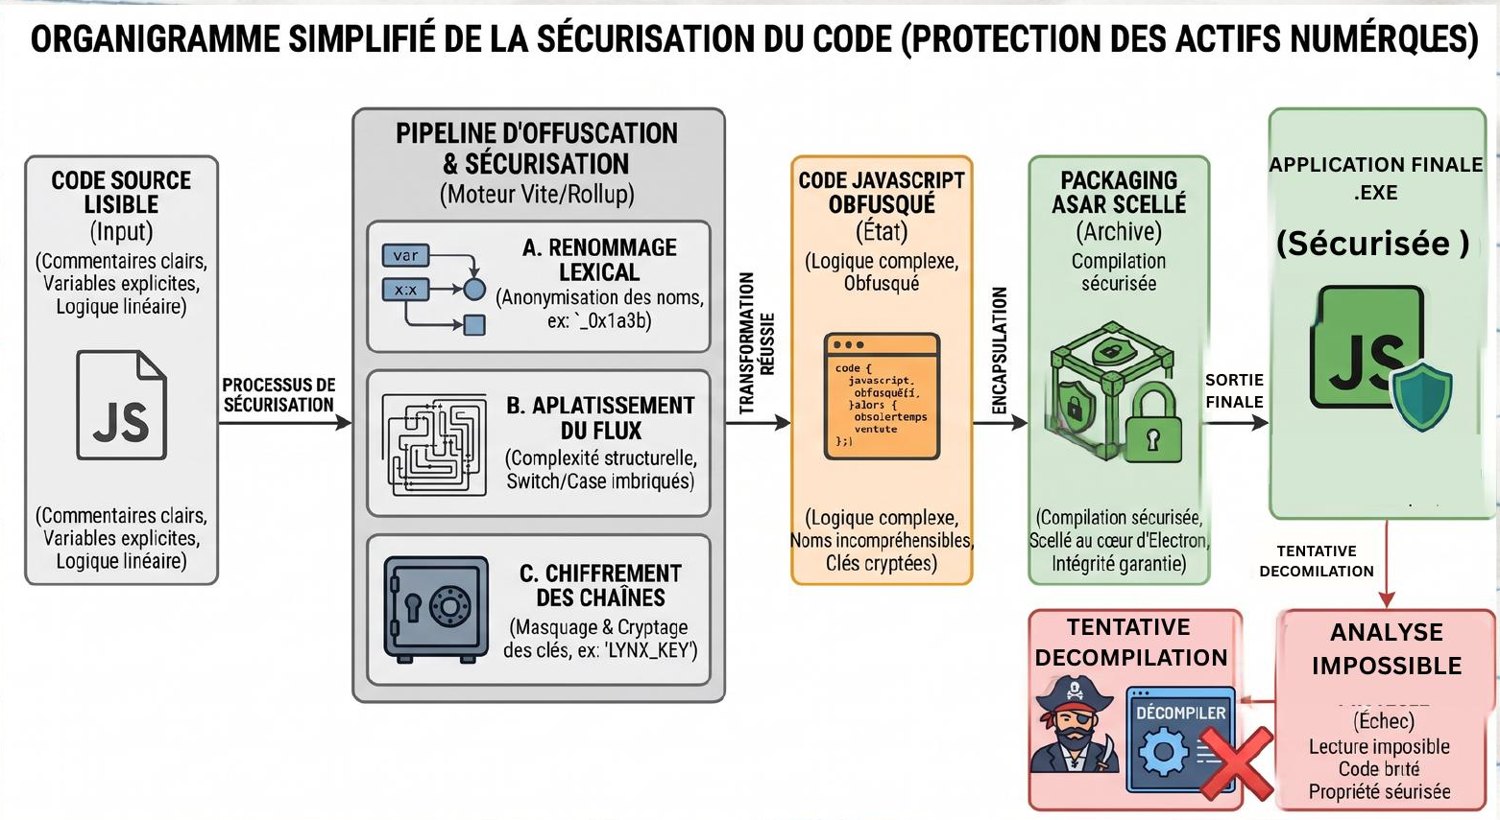 ORGANIGRAMME SIMPLIFIÉ DE LA SÉCURISATION DU CODE (PROTECTION DES ACTIFS NUMÉRQUES)
CODE SOURCE
LISIBLE
(Input)
(Commentaires clairs,
Variables explicites,
Logique linéaire)
JS
(Commentaires clairs,
Variables explicites,
Logique linéaire)
PROCESSUS DE
SÉCURISATION
PIPELINE D'OFFUSCATION
& SÉCURISATION
(Moteur Vite/Rollup)
var
x:x
A. RENOMMAGE
LEXICAL
(Anonymisation des noms,
ex: `_0x1a3b)
B. APLATISSEMENT
DU FLUX
(Complexité structurelle,
Switch/Case imbriqués)
C. CHIFFREMENT
DES CHAÎNES
(Masquage & Cryptage
des clés, ex: 'LYNX_KEY')
TRANSFORMATION
RÉUSSIE
CODE JAVASCRIPT
OBFUSQUÉ
(État)
(Logique complexe,
Obfusqué)
code {
javascript,
obfasquéfí,
}alors {
obsolertemps
ventute
};)
(Logique complexe,
Noms incompréhensibles,
Clés cryptées)
ENCAPSULATION
PACKAGING
ASAR SCELLÉ
(Archive)
Compilation
sécurisée
(Compilation sécurisée,
Scellé au cœur d'Electron,
Intégrité garantie)
SORTIE
FINALE
APPLICATION FINALE
.EXE
(Sécurisée )
JS
TENTATIVE
DECOMILATION
TENTATIVE
DECOMPILATION
DÉCOMPILER
ANALYSE
IMPOSSIBLE
(Échec)
Lecture imposible
Code brité
Propriété séurisée